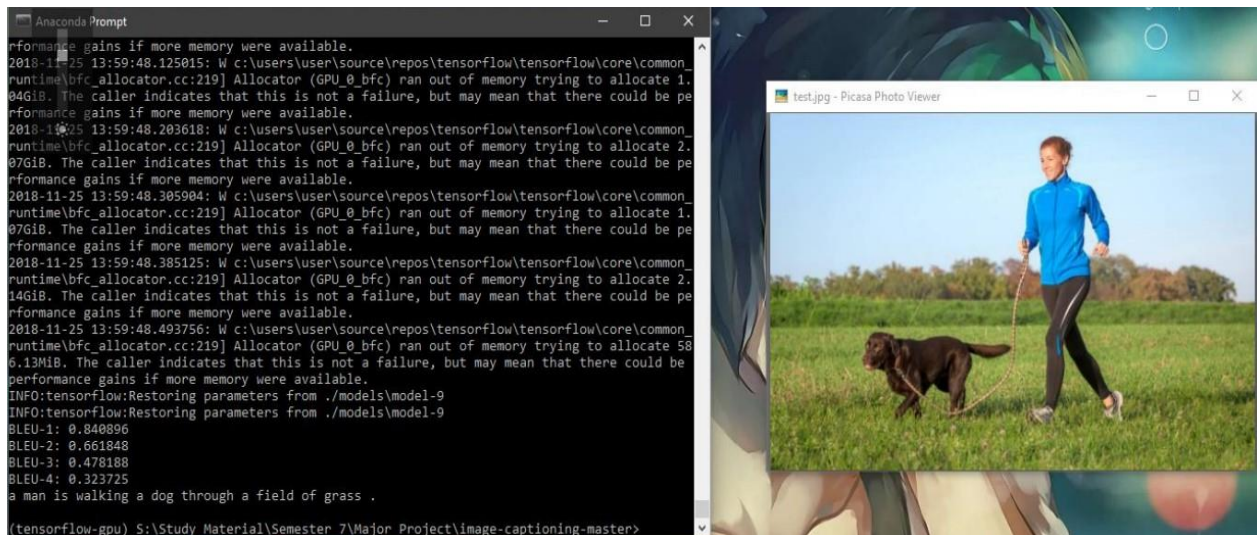 Anaconda Prompt
rformance gains if more memory were available.
2018-11-25 13:59:48.125015: W c:\users\user\source\repos\tensorflow\tensorflow\core\common_
runtime\bfc_allocator.cc:219] Allocator (GPU_0_bfc) ran out of memory trying to allocate 1.
04GiB. The caller indicates that this is not a failure, but may mean that there could be pe
rformance gains if more memory were available.
2018-11-25 13:59:48.203618: W c:\users\user\source\repos\tensorflow\tensorflow\core\common_
runtime\bfc_allocator.cc:219] Allocator (GPU_0_bfc) ran out of memory trying to allocate 2.
07GiB. The caller indicates that this is not a failure, but may mean that there could be pe
rformance gains if more memory were available.
2018-11-25 13:59:48.305904: W c:\users\user\source\repos\tensorflow\tensorflow\core\common_
runtime\bfc_allocator.cc:219] Allocator (GPU_0_bfc) ran out of memory trying to allocate 1.
07GiB. The caller indicates that this is not a failure, but may mean that there could be pe
rformance gains if more memory were available.
2018-11-25 13:59:48.385125: W c:\users\user\source\repos\tensorflow\tensorflow\core\common_
runtime\bfc_allocator.cc:219] Allocator (GPU_0_bfc) ran out of memory trying to allocate 2.
14GiB. The caller indicates that this is not a failure, but may mean that there could be pe
rformance gains if more memory were available.
2018-11-25 13:59:48.493756: W c:\users\user\source\repos\tensorflow\tensorflow\core\common_
runtime\bfc_allocator.cc:219] Allocator (GPU_0_bfc) ran out of memory trying to allocate 58
6.13MiB. The caller indicates that this is not a failure, but may mean that there could be
performance gains if more memory were available.
INFO:tensorflow:Restoring parameters from ./models\model-9
INFO:tensorflow:Restoring parameters from ./models\model-9
BLEU-1: 0.840896
BLEU-2: 0.661848
BLEU-3: 0.478188
BLEU-4: 0.323725
a man is walking a dog through a field of grass .
(tensorflow-gpu) S:\Study Material\Semester 7\Major Project\image-captioning-master>
test.jpg - Picasa Photo Viewer